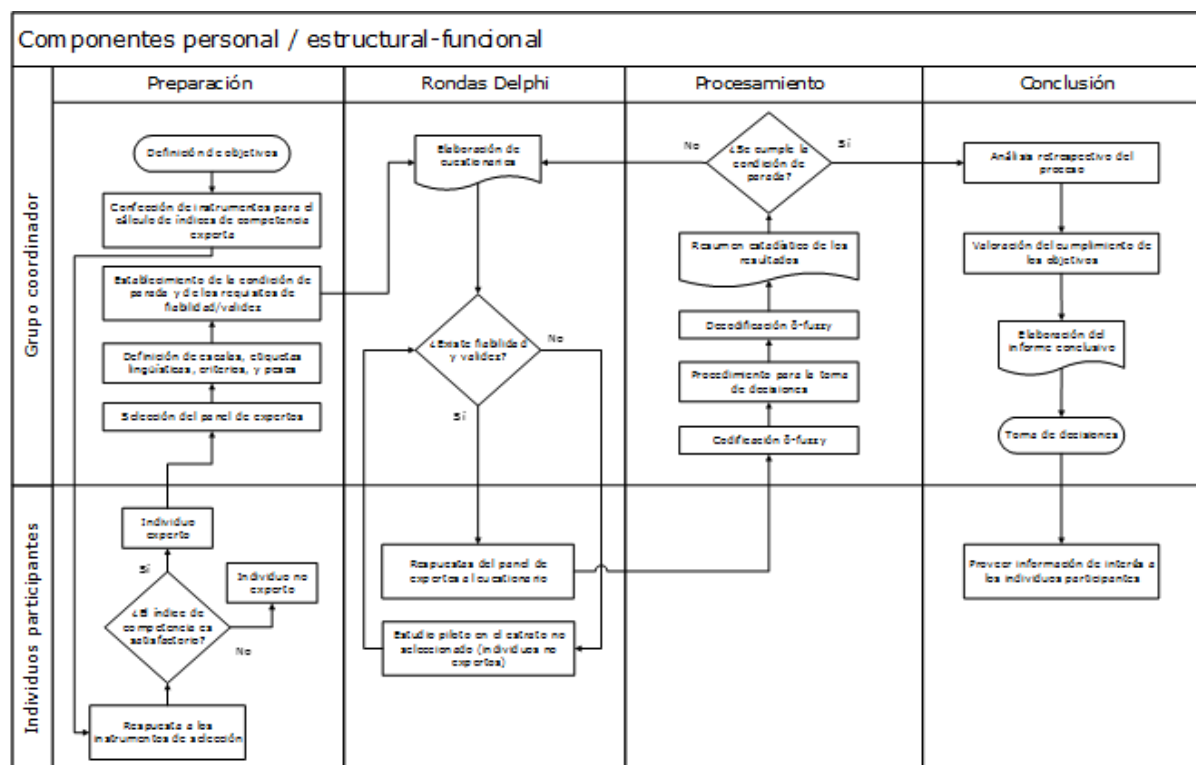 Componentes personal / estructural-funcional
Preparación
Rondas Delphi
Procesamiento
Conclusión
Grupo coordinador
Definición de objetivos
Confección de instrumentos para el
cálculo de índices de competencia
experta
Establecimiento de la condición de
parada y de los requisitos de
fiabilidad/validez
Definición de escalas, etiquetas
lingüísticas, criterios, y pesos
Selección del panel de expertos
Elaboración de
cuestionarios
¿Existe fiabilidad
y validez?
No
Sí
No
¿Se cumple la
condición de
parada?
Sí
Resumen estadístico de los
resultados
Decodificación δ-fuzzy
Procedimiento para la toma
de decisiones
Codificación δ-fuzzy
Análisis retrospectivo del
proceso
Valoración del cumplimiento de
los objetivos
Elaboración del
informe conclusivo
Toma de decisiones
Individuos participantes
Individuo
experto
Sí
Individuo no
experto
¿El índice de
competencia es
satisfactorio?
No
Respuesta a los
instrumentos de selección
Respuestas del panel de
expertos al cuestionario
Estudio piloto en el estrato no
seleccionado (individuos no
expertos)
Proveer información de interés a
los individuos participantes